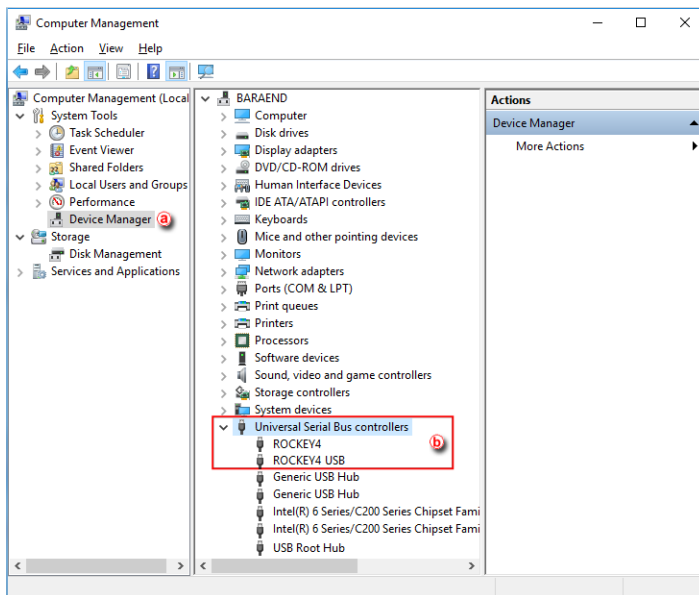 Computer Management
File Action View Help
Computer Management (Local
System Tools
Task Scheduler
Event Viewer
Shared Folders
Local Users and Groups
Performance
Device Manager a
Storage
Disk Management
Services and Applications
BARAEND
Computer
Disk drives
Display adapters
DVD/CD-ROM drives
Human Interface Devices
IDE ATA/ATAPI controllers
Keyboards
Mice and other pointing devices
Monitors
Network adapters
Ports (COM & LPT)
Print queues
Printers
Processors
Software devices
Sound, video and game controllers
Storage controllers
System devices
Universal Serial Bus controllers
b
ROCKEY4
ROCKEY4 USB
Generic USB Hub
Generic USB Hub
Intel(R) 6 Series/C200 Series Chipset Fami
Intel(R) 6 Series/C200 Series Chipset Fami
USB Root Hub
Actions
Device Manager
More Actions